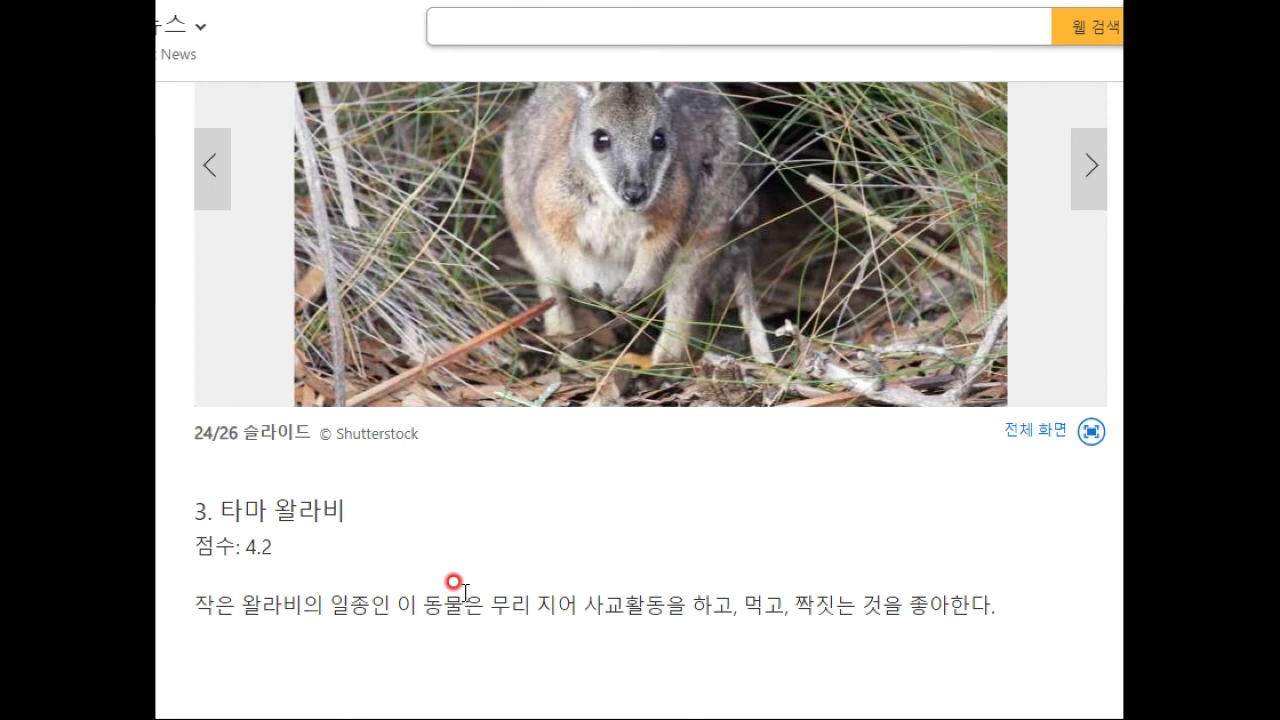 뉴스
웹 검색
News
24/26 슬라이드 © Shutterstock
전체 화면
3. 타마 왈라비
점수: 4.2
작은 왈라비의 일종인 이 동물은 무리 지어 사교활동을 하고, 먹고, 짝짓는 것을 좋아한다.